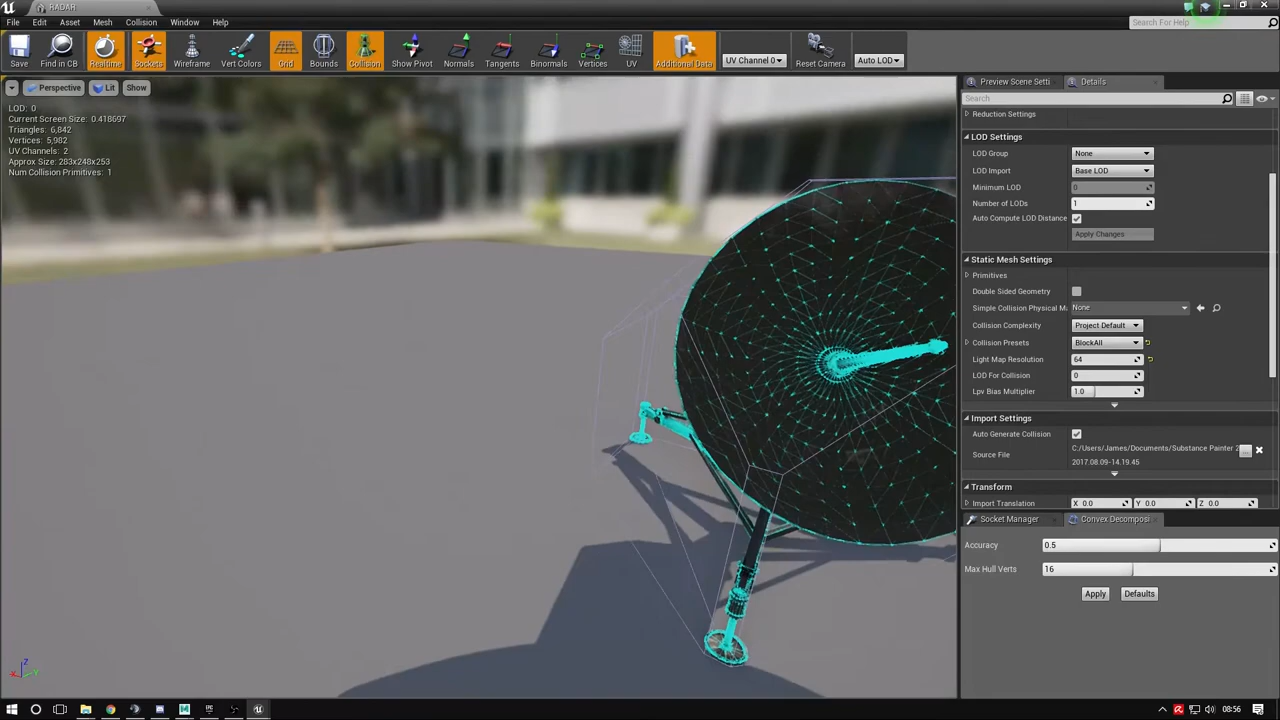 RADAR
File Edit Asset Mesh Collision Window Help
Search For Help
Save Find in CB Realtime Sockets Wireframe Vert Colors Grid Bounds Collision Show Pivot Normals Tangents Binormals Vertices UV Additional Data UV Channel 0 Reset Camera Auto LOD
Perspective Lit Show
LOD: 0
Current Screen Size: 0.418697
Triangles: 6,842
Vertices: 5,982
UV Channels: 2
Approx Size: 283x248x253
Num Collision Primitives: 1
Z
X Y
Preview Scene Setti Details
Search
Reduction Settings
LOD Settings
LOD Group None
LOD Import Base LOD
Minimum LOD 0
Number of LODs 1
Auto Compute LOD Distance
Apply Changes
Static Mesh Settings
Primitives
Double Sided Geometry
Simple Collision Physical M None
Collision Complexity Project Default
Collision Presets BlockAll
Light Map Resolution 64
LOD For Collision 0
Lpv Bias Multiplier 1.0
Import Settings
Auto Generate Collision
Source File C:/Users/James/Documents/Substance Painter 2
2017.08.09-14.19.45
Transform
Import Translation X 0.0 Y 0.0 Z 0.0
Socket Manager Convex Decomposi
Accuracy 0.5
Max Hull Verts 16
Apply Defaults
08:56